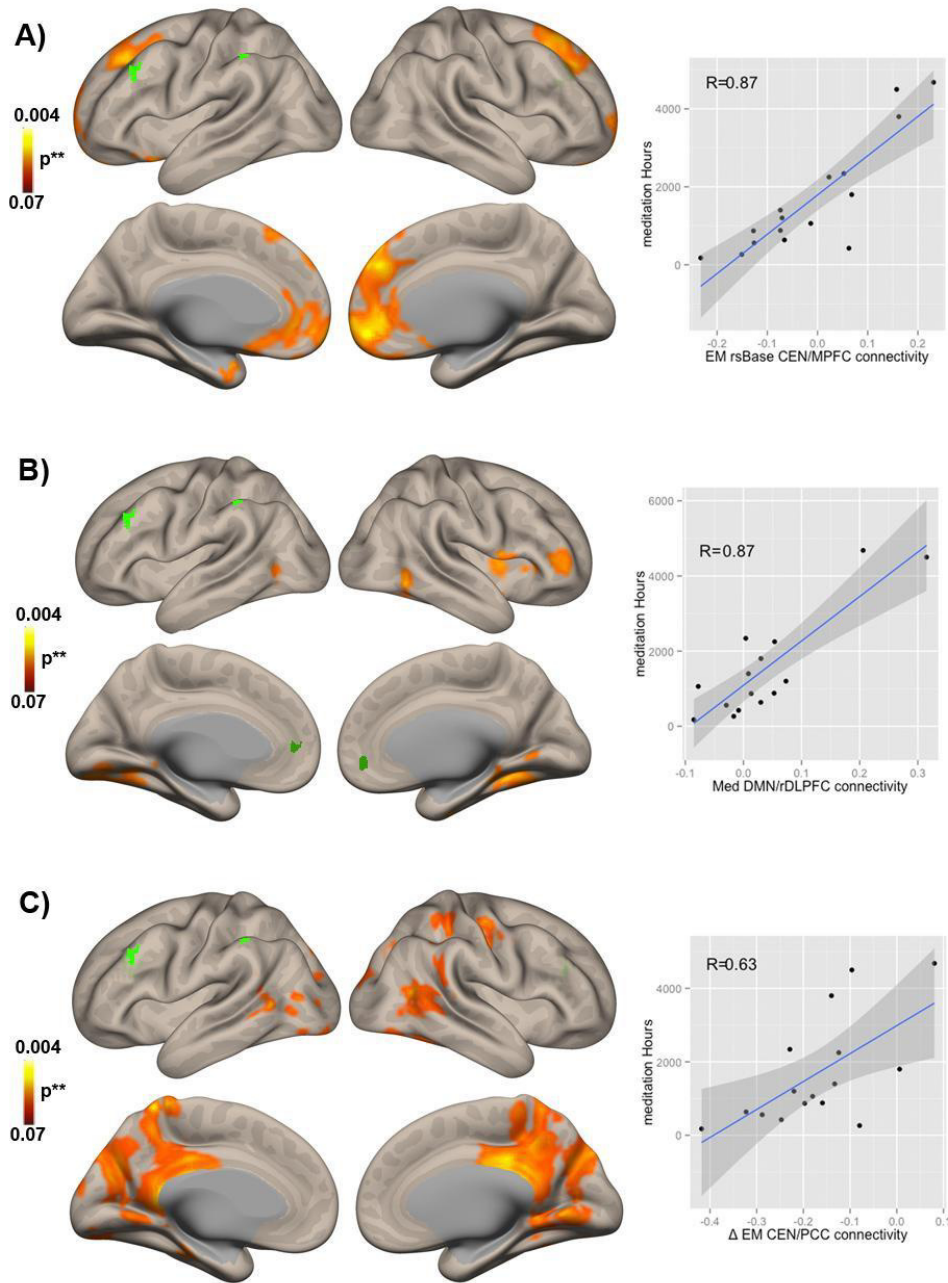 A)
0.004
p**
0.07
R=0.87
meditation Hours
4000
2000
0
-0.2 -0.1 0.0 0.1 0.2
EM rsBase CEN/MPFC connectivity
B)
0.004
p**
0.07
R=0.87
meditation Hours
6000
4000
2000
0
-0.1 0.0 0.1 0.2 0.3
Med DMN/rDLPFC connectivity
C)
0.004
p**
0.07
R=0.63
meditation Hours
4000
2000
0
-0.4 -0.3 -0.2 -0.1 0.0 0.1
Δ EM CEN/PCC connectivity